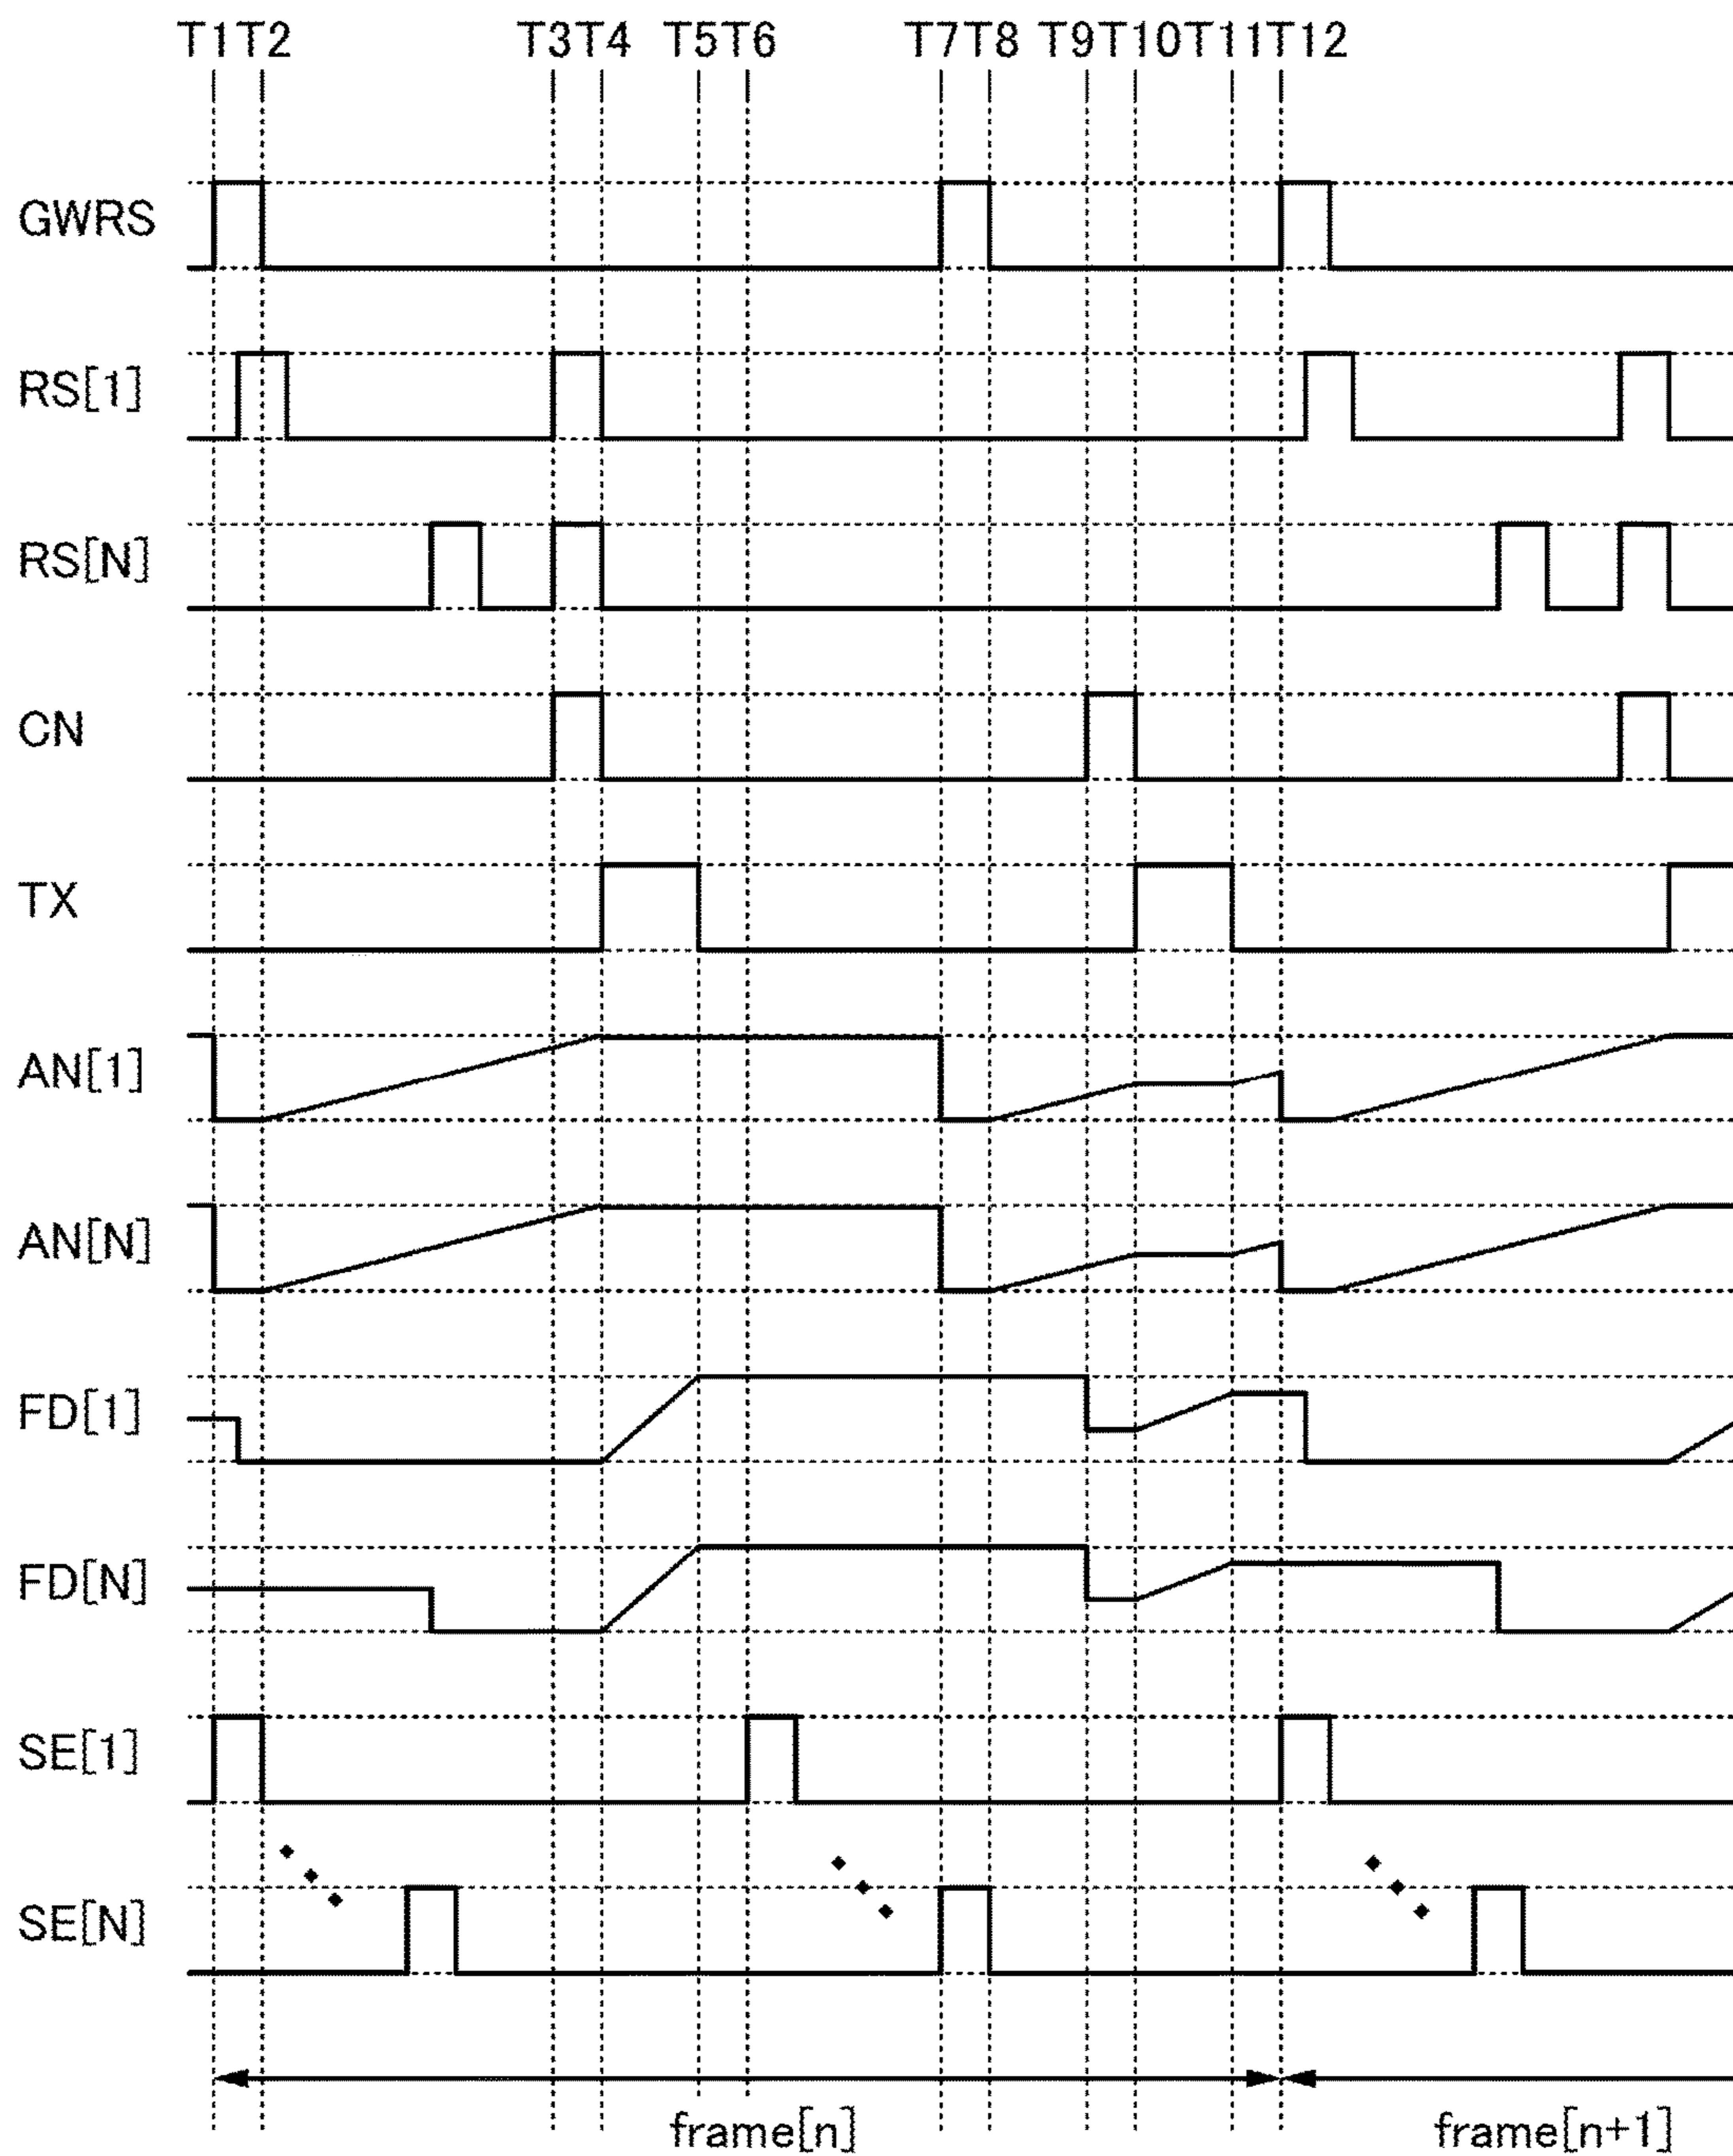 T1T2 T3T4 T5T6 T7T8 T9T10T11T12
GWRS
RS[1]
RS[N]
CN
TX
AN[1]
AN[N]
FD[1]
FD[N]
SE[1]
SE[N]
frame[n] frame[n+1]